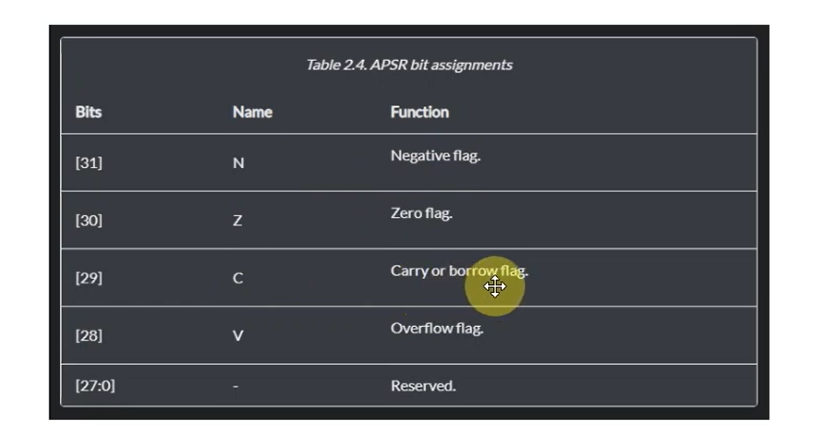 Table 2.4. APSR bit assignments
Bits Name Function
[31] N Negative flag.
[30] Z Zero flag.
[29] C Carry or borrow flag.
[28] V Overflow flag.
[27:0] - Reserved.